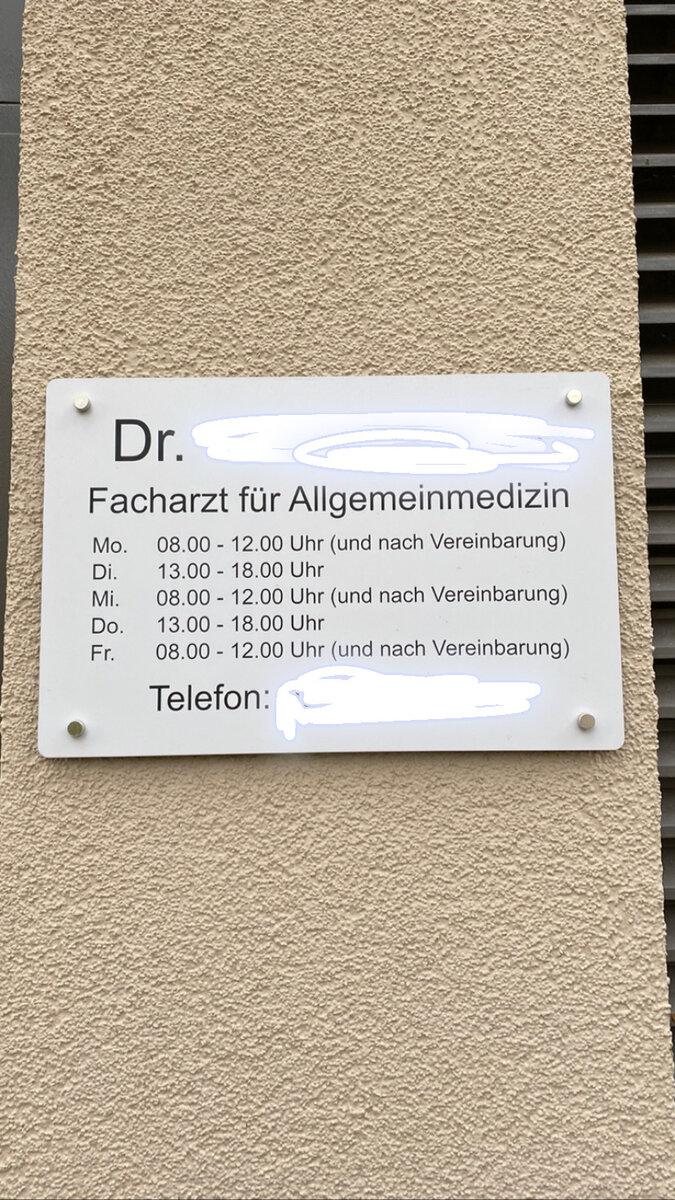 Dr.
Facharzt für Allgemeinmedizin
Mo. 08.00 - 12.00 Uhr (und nach Vereinbarung)
Di. 13.00 - 18.00 Uhr
Mi. 08.00 - 12.00 Uhr (und nach Vereinbarung)
Do. 13.00 - 18.00 Uhr
Fr. 08.00 - 12.00 Uhr (und nach Vereinbarung)
Telefon: